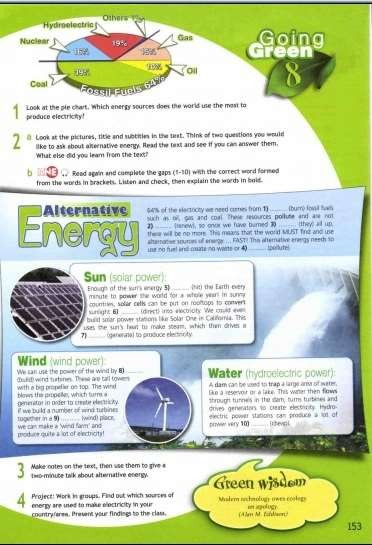 Others 1%
Hydroelectric
Nuclear
19%
Gas
16%
15%
10%
Oil
39%
Coal
Fossil Fuels 64%
Going
Green
8
1 Look at the pie chart. Which energy sources does the world use the most to
produce electricity?
2 a Look at the pictures, title and subtitles in the text. Think of two questions you would
like to ask about alternative energy. Read the text and see if you can answer them.
What else did you learn from the text?
b Read again and complete the gaps (1-10) with the correct word formed
from the words in brackets. Listen and check, then explain the words in bold.
Alternative
Energy
64% of the electricity we need comes from 1) .......... (burn) fossil fuels
such as oil, gas and coal. These resources pollute and are not
2) .......... (renew), so once we have burned 3) .......... (they) all up,
there will be no more. This means that the world MUST find and use
alternative sources of energy ... FAST! This alternative energy needs to
use no fuel and create no waste or 4) .......... (pollute).
Sun (solar power):
Enough of the sun's energy 5) .......... (hit) the Earth every
minute to power the world for a whole year! In sunny
countries, solar cells can be put on rooftops to convert
sunlight 6) .......... (direct) into electricity. We could even
build solar power stations like Solar One in California. This
uses the sun's heat to make steam, which then drives a
7) .......... (generate) to produce electricity.
Wind (wind power):
We can use the power of the wind by 8) ..........
(build) wind turbines. These are tall towers
with a big propeller on top. The wind
blows the propeller, which turns a
generator in order to create electricity.
If we build a number of wind turbines
together in a 9) .......... (wind) place,
we can make a 'wind farm' and
produce quite a lot of electricity!
Water (hydroelectric power):
A dam can be used to trap a large area of water,
like a reservoir or a lake. This water then flows
through tunnels in the dam, turns turbines and
drives generators to create electricity. Hydro-
electric power stations can produce a lot of
power very 10) .......... (cheap).
3 Make notes on the text, then use them to give a
two-minute talk about alternative energy.
4 Project: Work in groups. Find out which sources of
energy are used to make electricity in your
country/area. Present your findings to the class.
Green wisdom
Modern technology owes ecology
an apology.
(Alan M. Eddison)
153